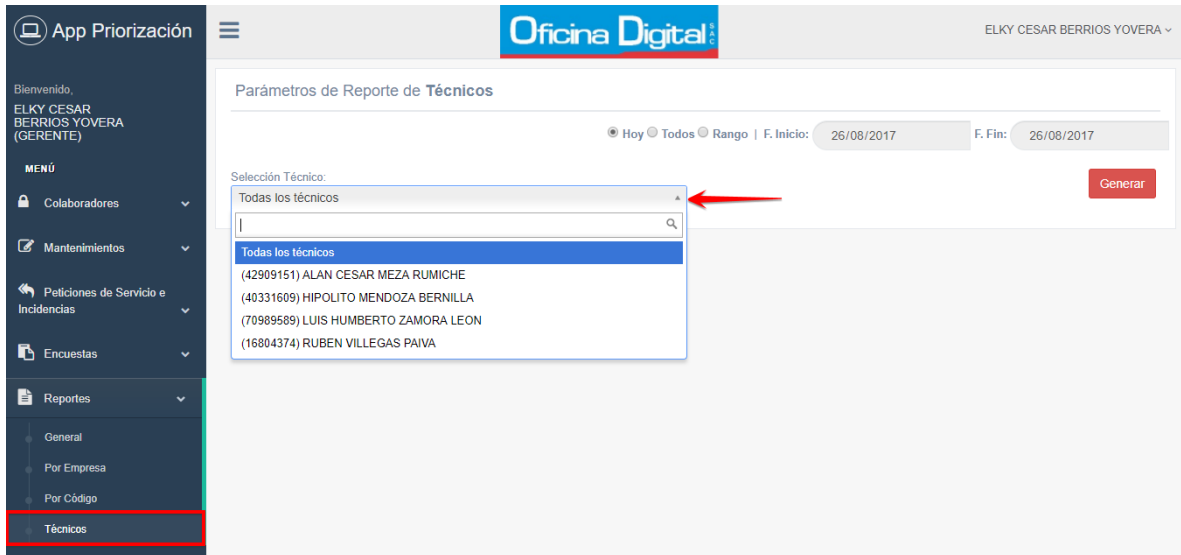 App Priorización
Oficina Digital SAC
ELKY CESAR BERRIOS YOVERA
Bienvenido,
ELKY CESAR
BERRIOS YOVERA
(GERENTE)
MENÚ
Colaboradores
Mantenimientos
Peticiones de Servicio e
Incidencias
Encuestas
Reportes
General
Por Empresa
Por Código
Técnicos
Parámetros de Reporte de Técnicos
Hoy Todos Rango | F. Inicio: 26/08/2017 F. Fin: 26/08/2017
Selección Técnico:
Generar
Todas los técnicos
Todas los técnicos
(42909151) ALAN CESAR MEZA RUMICHE
(40331609) HIPOLITO MENDOZA BERNILLA
(70989589) LUIS HUMBERTO ZAMORA LEON
(16804374) RUBEN VILLEGAS PAIVA